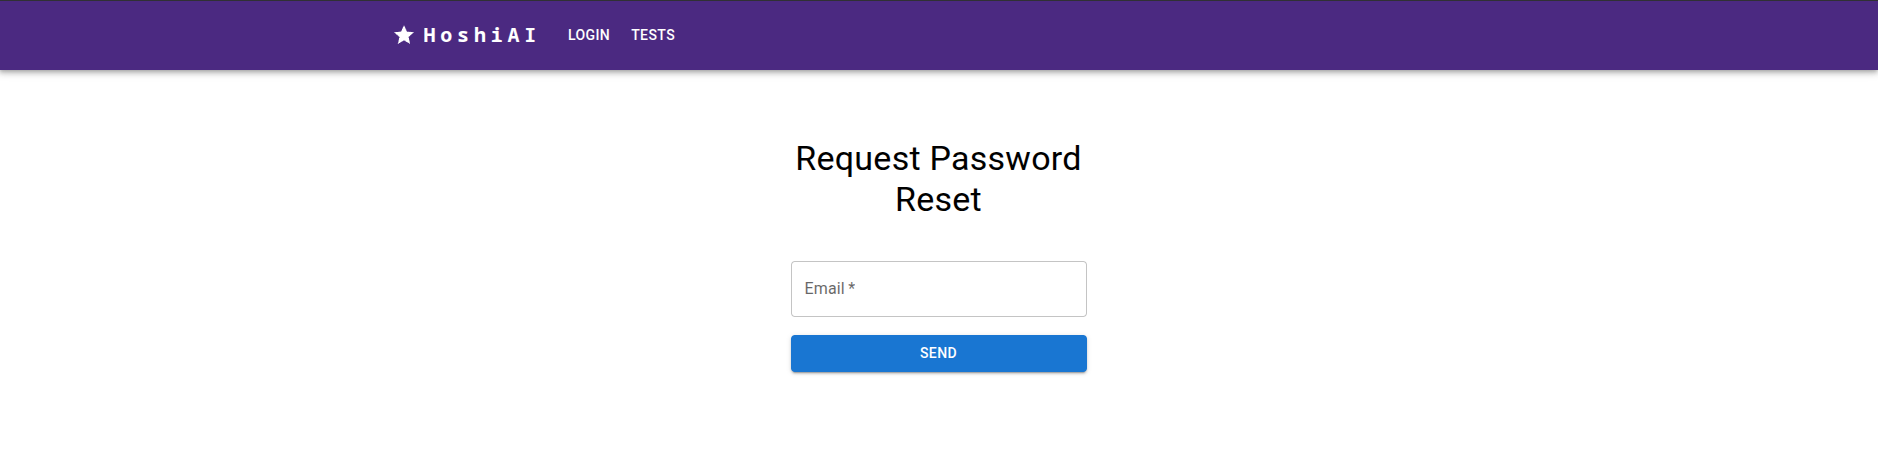 HoshiAI LOGIN TESTS
Request Password
Reset
Email *
SEND